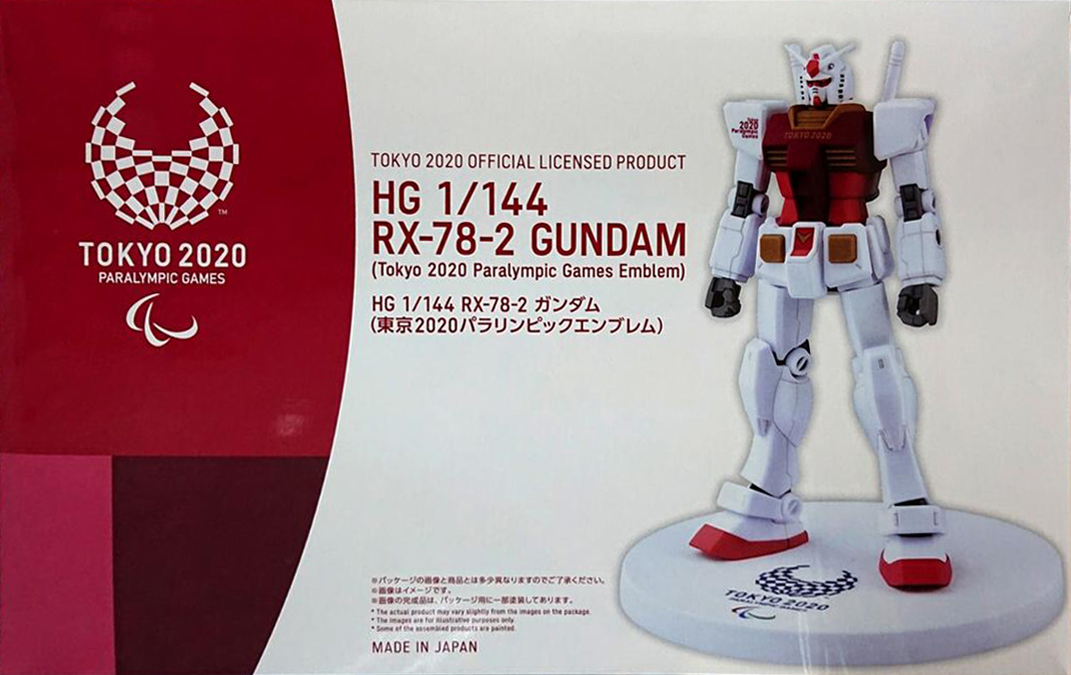 TOKYO 2020
PARALYMPIC GAMES
TM
TOKYO 2020 OFFICIAL LICENSED PRODUCT
HG 1/144
RX-78-2 GUNDAM
(Tokyo 2020 Paralympic Games Emblem)
HG 1/144 RX-78-2 ガンダム
(東京2020パラリンピックエンブレム)
Tokyo
2020
Paralympic
Games
TOKYO 2020
TOKYO 2020
PARALYMPIC GAMES
※パッケージの画像と商品とは多少異なりますのでご了承ください。
※画像はイメージです。
※画像の完成品は、パッケージ用に一部塗装してあります。
* The actual product may vary slightly from the images on the package.
* The images are for illustrative purposes only.
* Some of the assembled products are painted.
MADE IN JAPAN